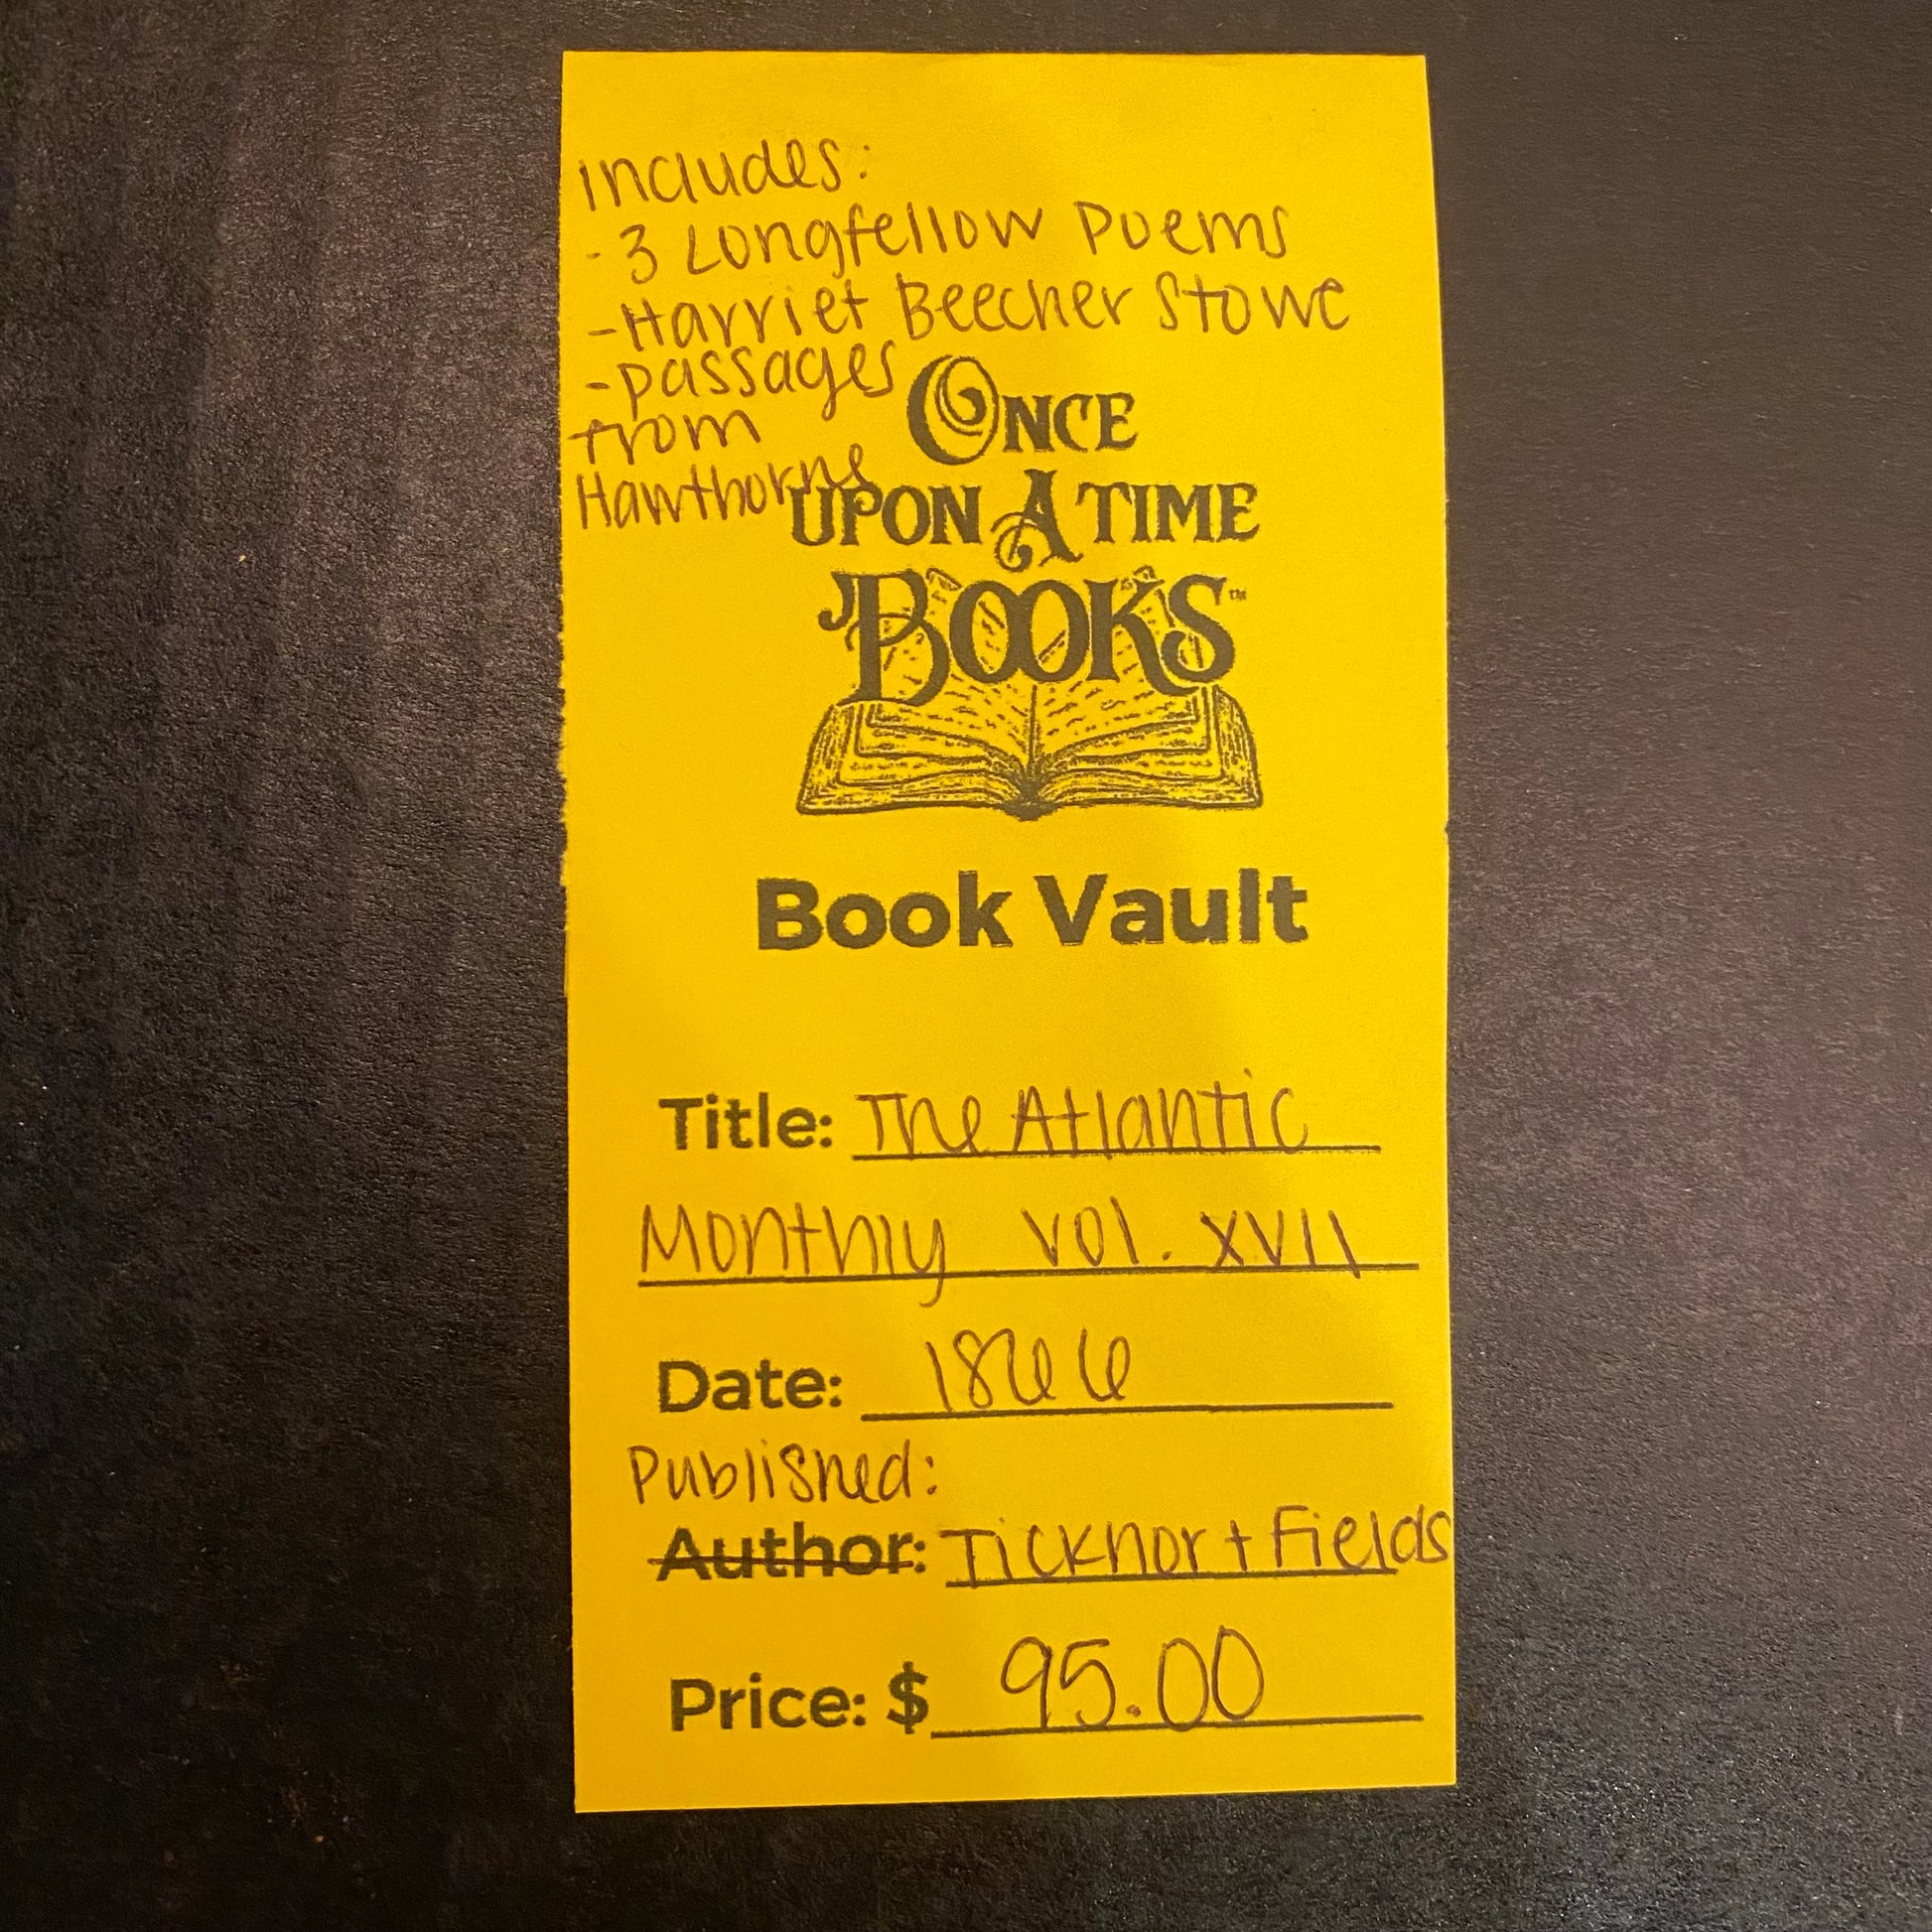 includes:
- 3 Longfellow Poems
- Harriet Beecher Stowe
- passages
from
Hawthorne
ONCE
UPON A TIME
BOOKS™
Book Vault
Title: The Atlantic
Monthly Vol. XVII
Date: 1866
Published:
Author: Ticknor + Fields
Price: $ 95.00